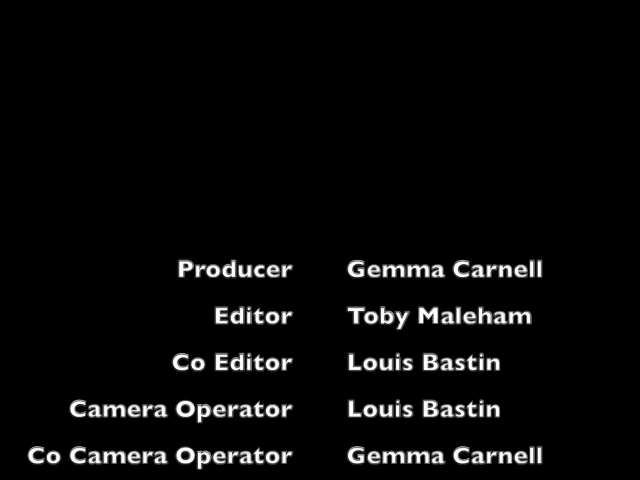 Producer Gemma Carnell
Editor Toby Maleham
Co Editor Louis Bastin
Camera Operator Louis Bastin
Co Camera Operator Gemma Carnell